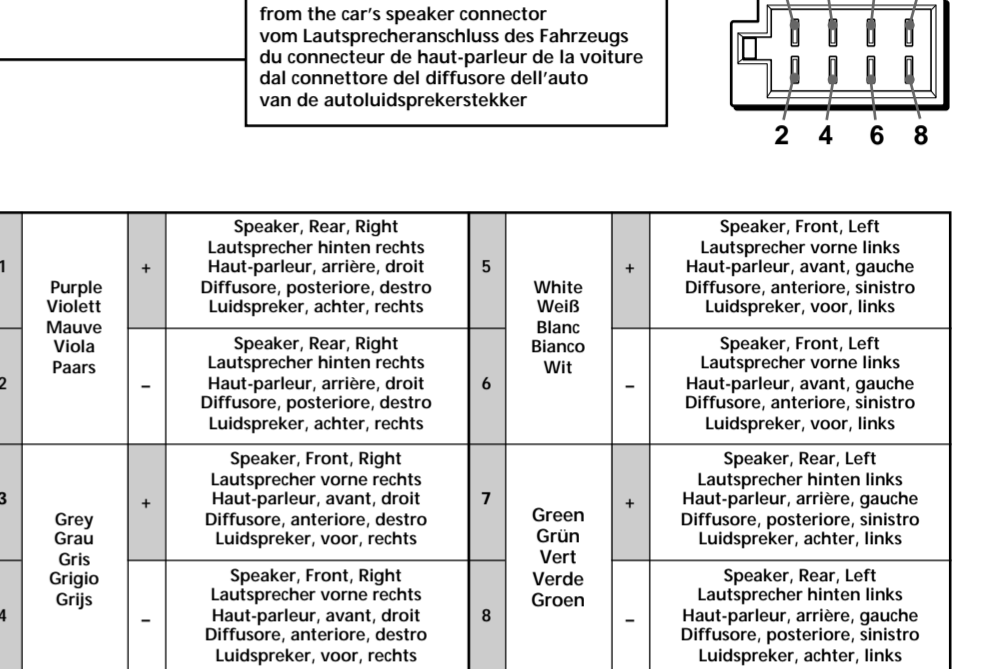 from the car's speaker connector
vom Lautsprecheranschluss des Fahrzeugs
du connecteur de haut-parleur de la voiture
dal connettore del diffusore dell'auto
van de autoluidsprekerstekker
2 4 6 8
1
Purple
Violett
Mauve
Viola
Paars
+
Speaker, Rear, Right
Lautsprecher hinten rechts
Haut-parleur, arrière, droit
Diffusore, posteriore, destro
Luidspreker, achter, rechts
5
White
Weiß
Blanc
Bianco
Wit
+
Speaker, Front, Left
Lautsprecher vorne links
Haut-parleur, avant, gauche
Diffusore, anteriore, sinistro
Luidspreker, voor, links
2
–
Speaker, Rear, Right
Lautsprecher hinten rechts
Haut-parleur, arrière, droit
Diffusore, posteriore, destro
Luidspreker, achter, rechts
6
–
Speaker, Front, Left
Lautsprecher vorne links
Haut-parleur, avant, gauche
Diffusore, anteriore, sinistro
Luidspreker, voor, links
3
Grey
Grau
Gris
Grigio
Grijs
+
Speaker, Front, Right
Lautsprecher vorne rechts
Haut-parleur, avant, droit
Diffusore, anteriore, destro
Luidspreker, voor, rechts
7
Green
Grün
Vert
Verde
Groen
+
Speaker, Rear, Left
Lautsprecher hinten links
Haut-parleur, arrière, gauche
Diffusore, posteriore, sinistro
Luidspreker, achter, links
4
–
Speaker, Front, Right
Lautsprecher vorne rechts
Haut-parleur, avant, droit
Diffusore, anteriore, destro
Luidspreker, voor, rechts
8
–
Speaker, Rear, Left
Lautsprecher hinten links
Haut-parleur, arrière, gauche
Diffusore, posteriore, sinistro
Luidspreker, achter, links